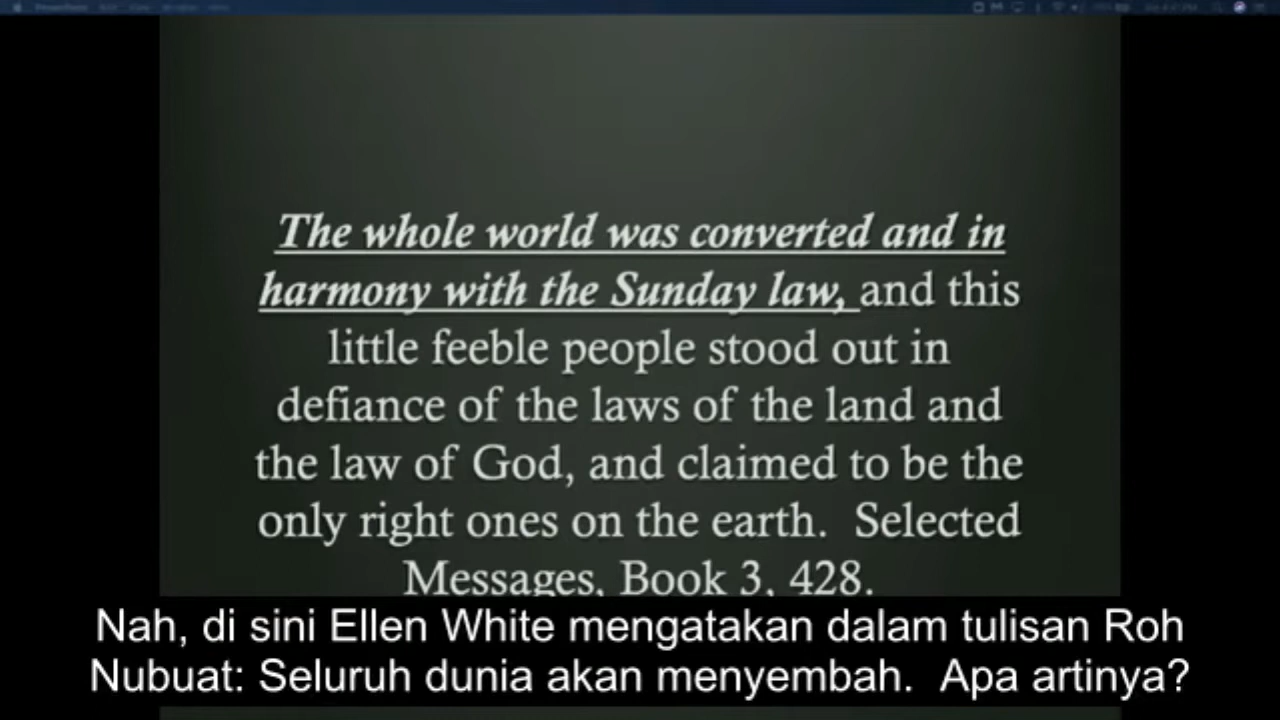 The whole world was converted and in
harmony with the Sunday law, and this
little feeble people stood out in
defiance of the laws of the land and
the law of God, and claimed to be the
only right ones on the earth.  Selected
Messages, Book 3, 428.
Nah, di sini Ellen White mengatakan dalam tulisan Roh
Nubuat: Seluruh dunia akan menyembah.  Apa artinya?